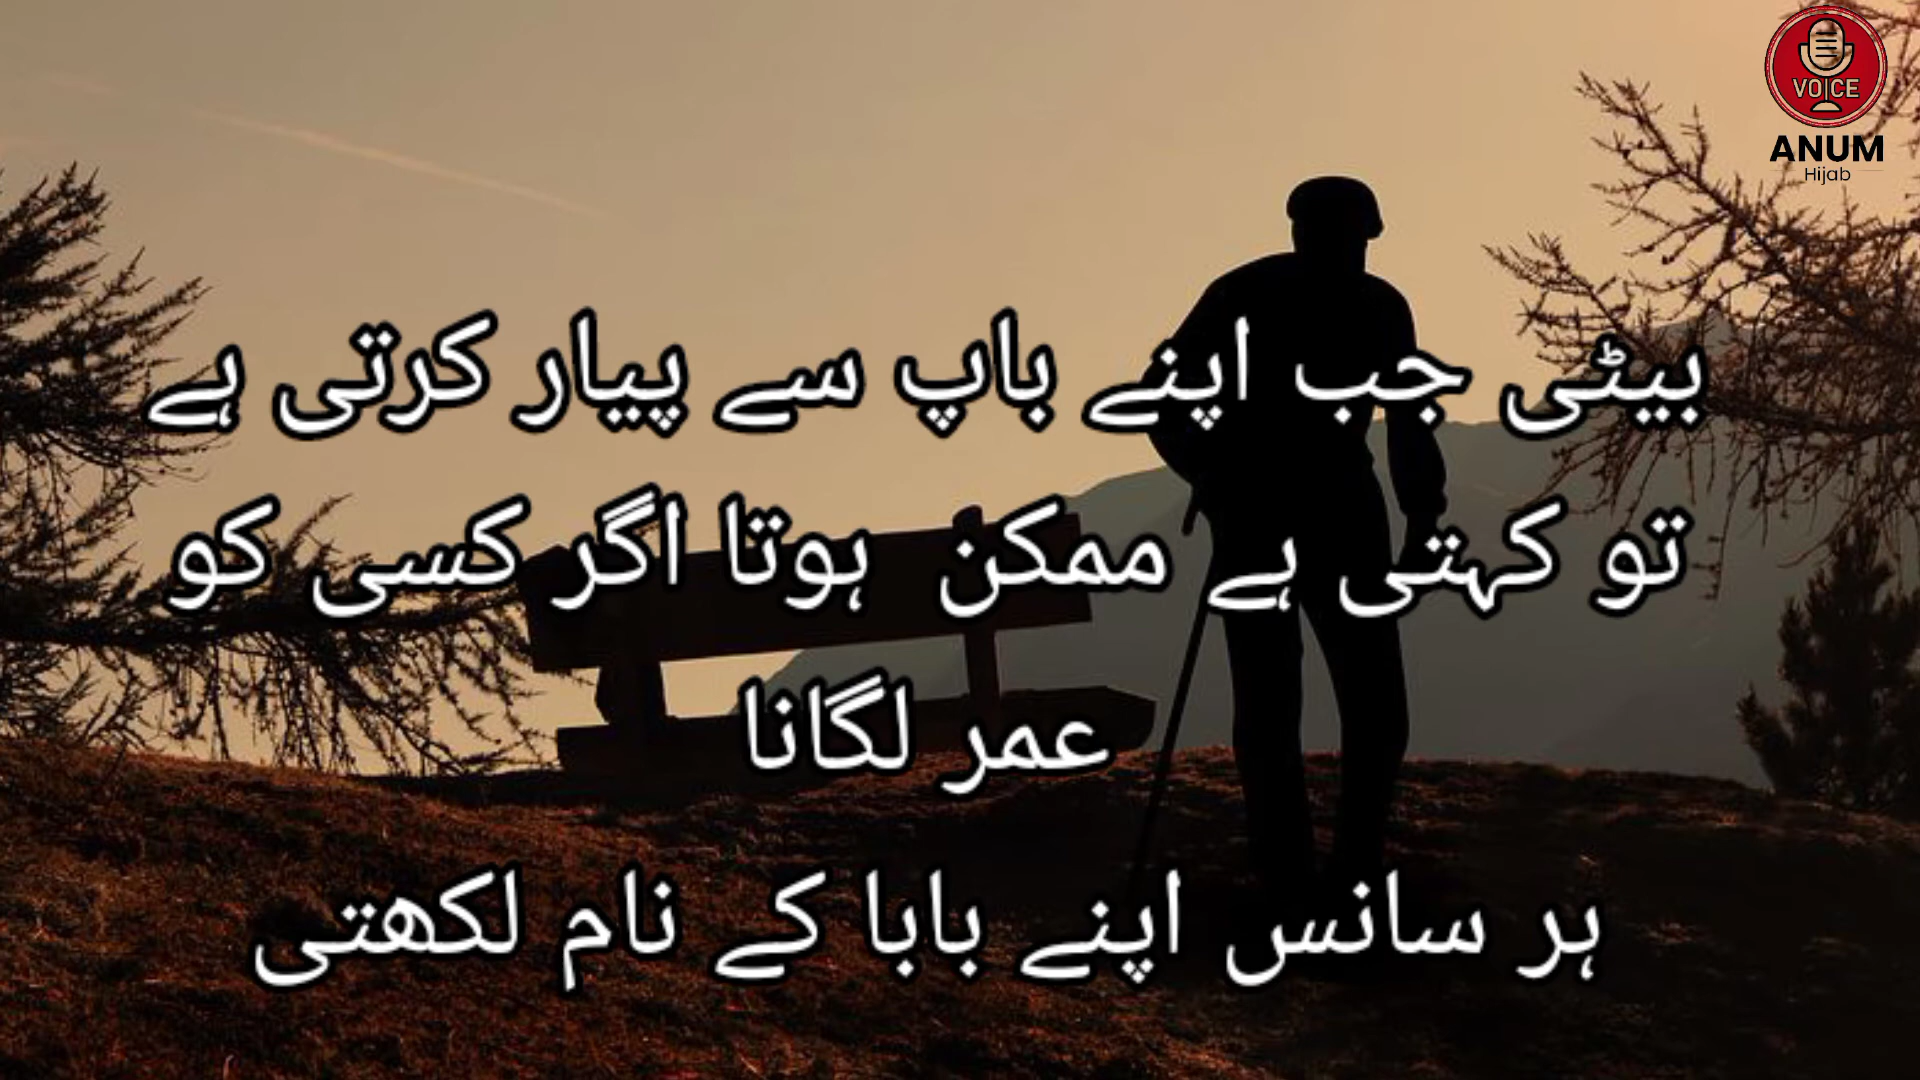 VOICE
ANUM
Hijab
بیٹی جب اپنے باپ سے پیار کرتی ہے
تو کہتی ہے ممکن ہوتا اگر کسی کو
عمر لگانا
ہر سانس اپنے بابا کے نام لکھتی